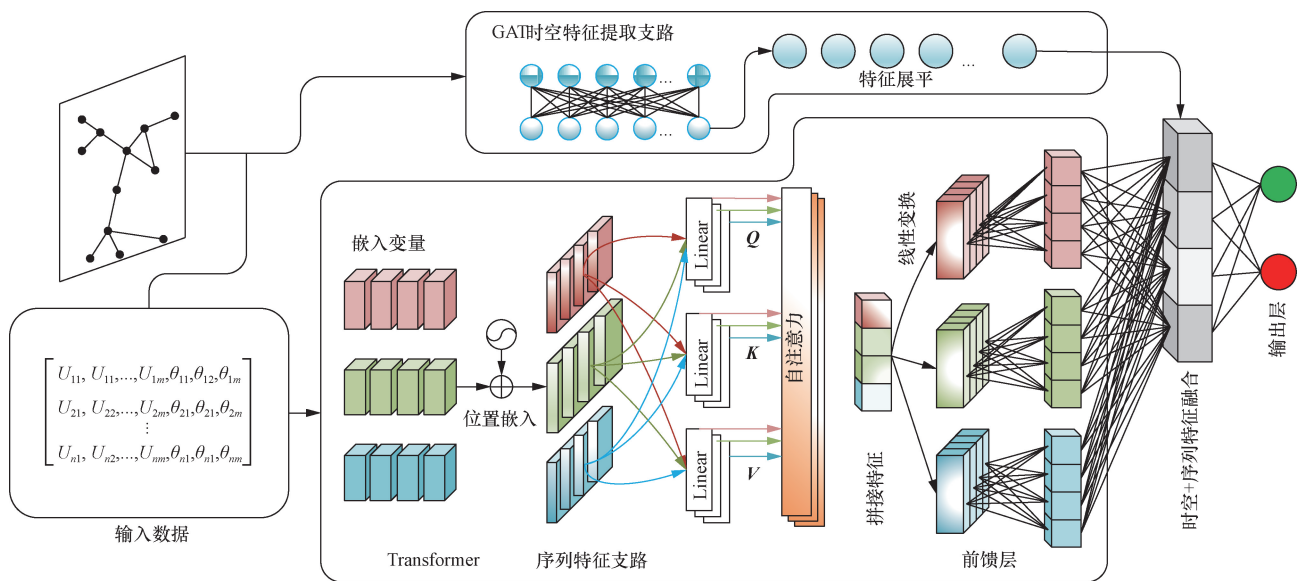 GAT时空特征提取支路
...
...
特征展平
...
嵌入变量
位置嵌入
Linear
Q
Linear
K
Linear
V
自注意力
拼接特征
线性变换
前馈层
时空+序列特征融合
输出层
U11, U11,...,U1m,θ11,θ12,θ1m
U21, U22,...,U2m,θ21,θ21,θ2m
⋮
Un1, Un2,...,Unm,θn1,θn1,θnm
输入数据
Transformer
序列特征支路